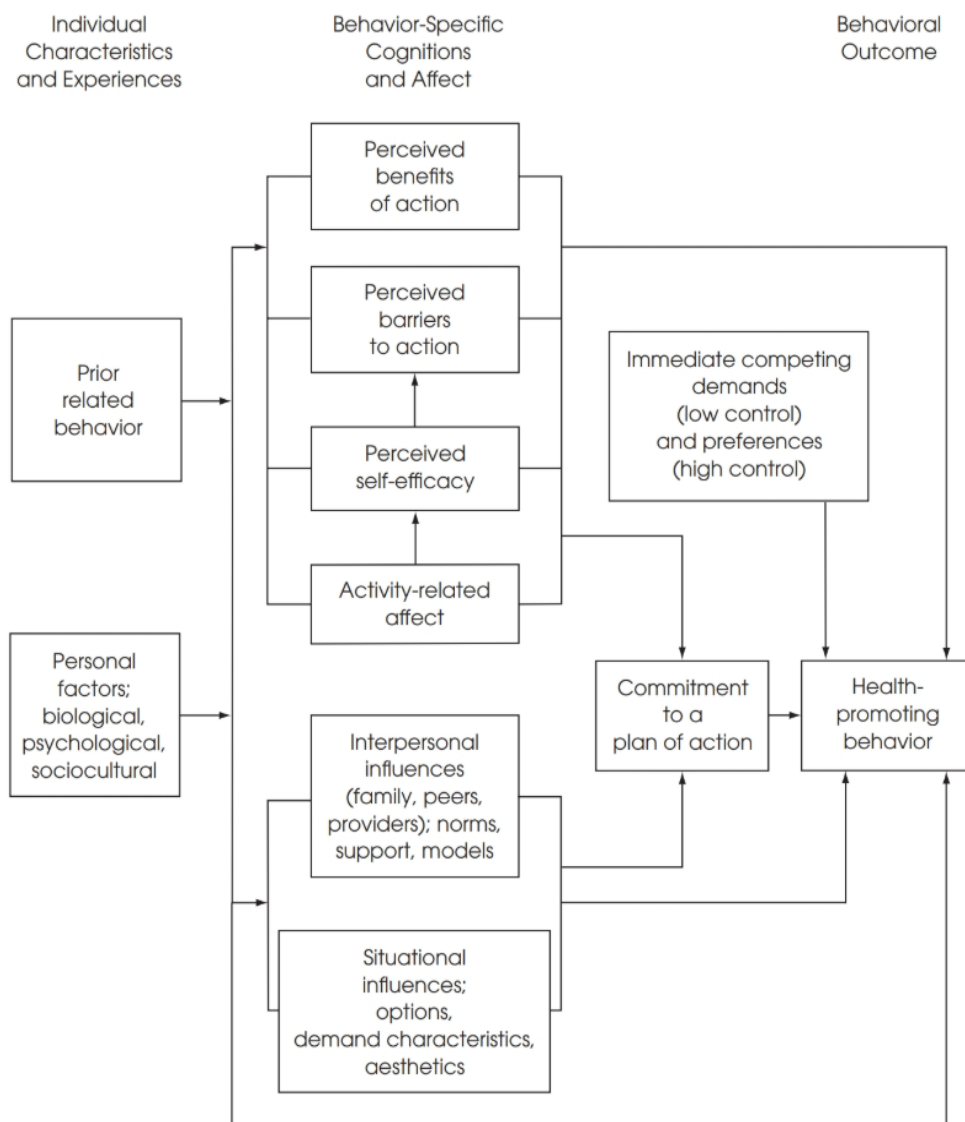 Individual
Characteristics
and Experiences
Behavior-Specific
Cognitions
and Affect
Behavioral
Outcome
Perceived
benefits
of action
Perceived
barriers
to action
Prior
related
behavior
Immediate competing
demands
(low control)
and preferences
(high control)
Perceived
self-efficacy
Activity-related
affect
Personal
factors;
biological,
psychological,
sociocultural
Commitment
to a
plan of action
Health-
promoting
behavior
Interpersonal
influences
(family, peers,
providers); norms,
support, models
Situational
influences;
options,
demand characteristics,
aesthetics